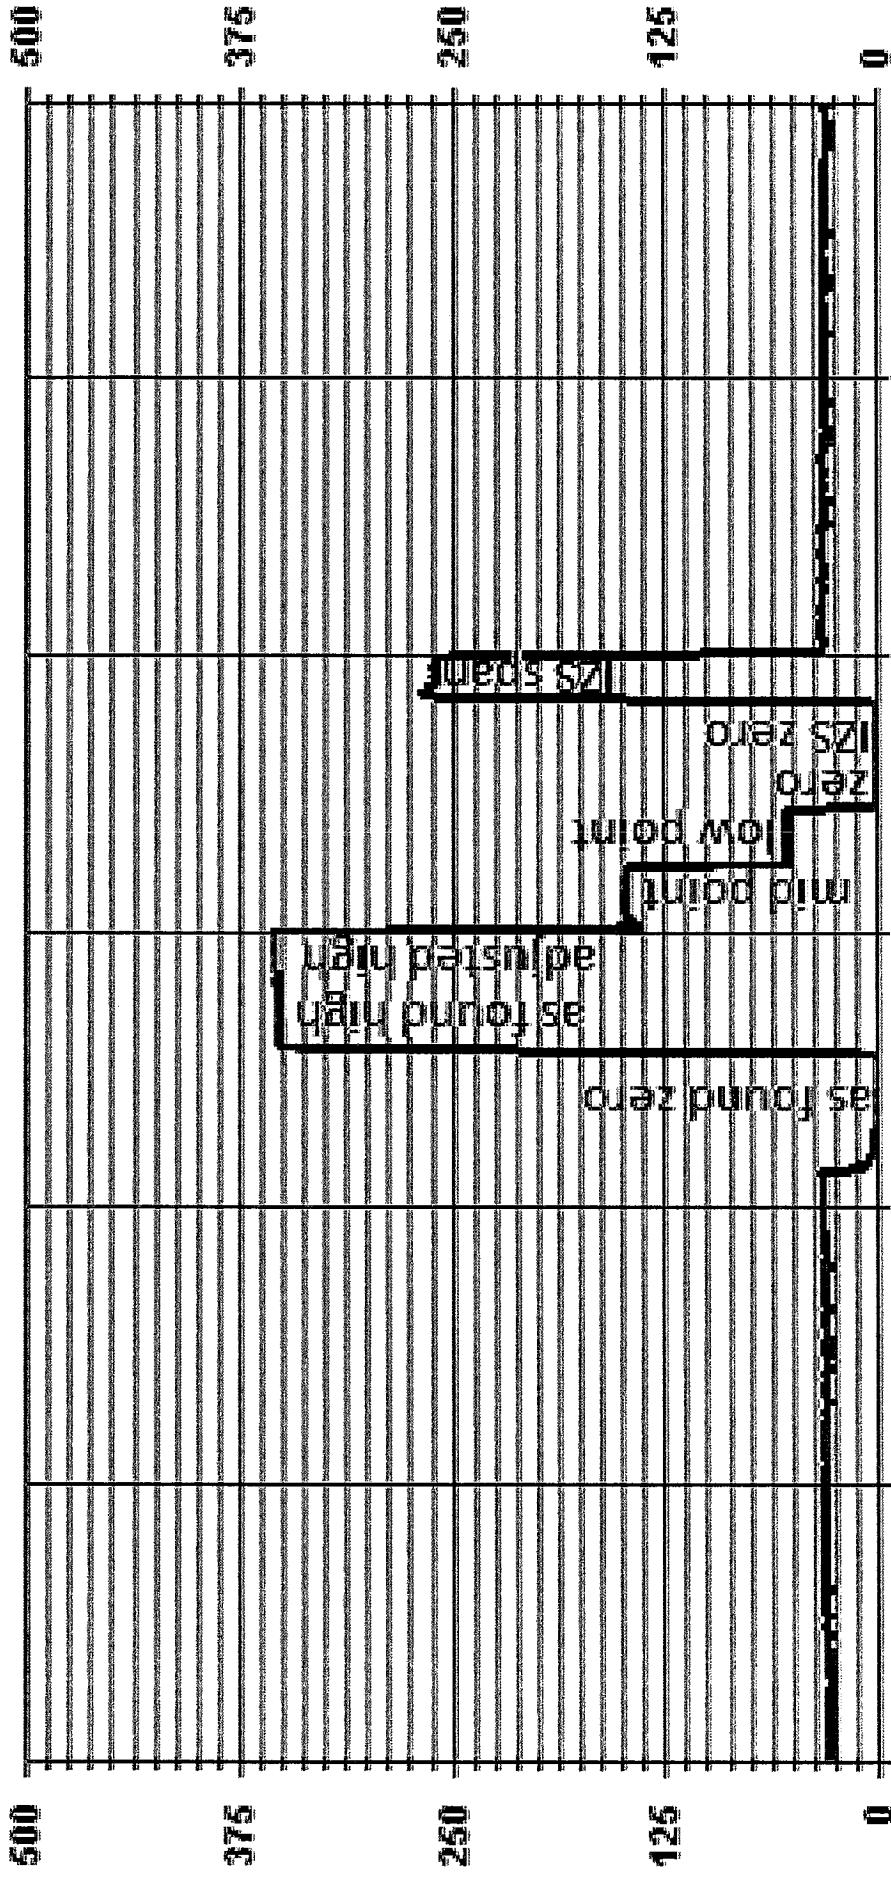 500
375
250
125
0
as found zero
as found high
adjusted high
mid point
low point
zero
IZS zero
IZS span
500
375
250
125
0